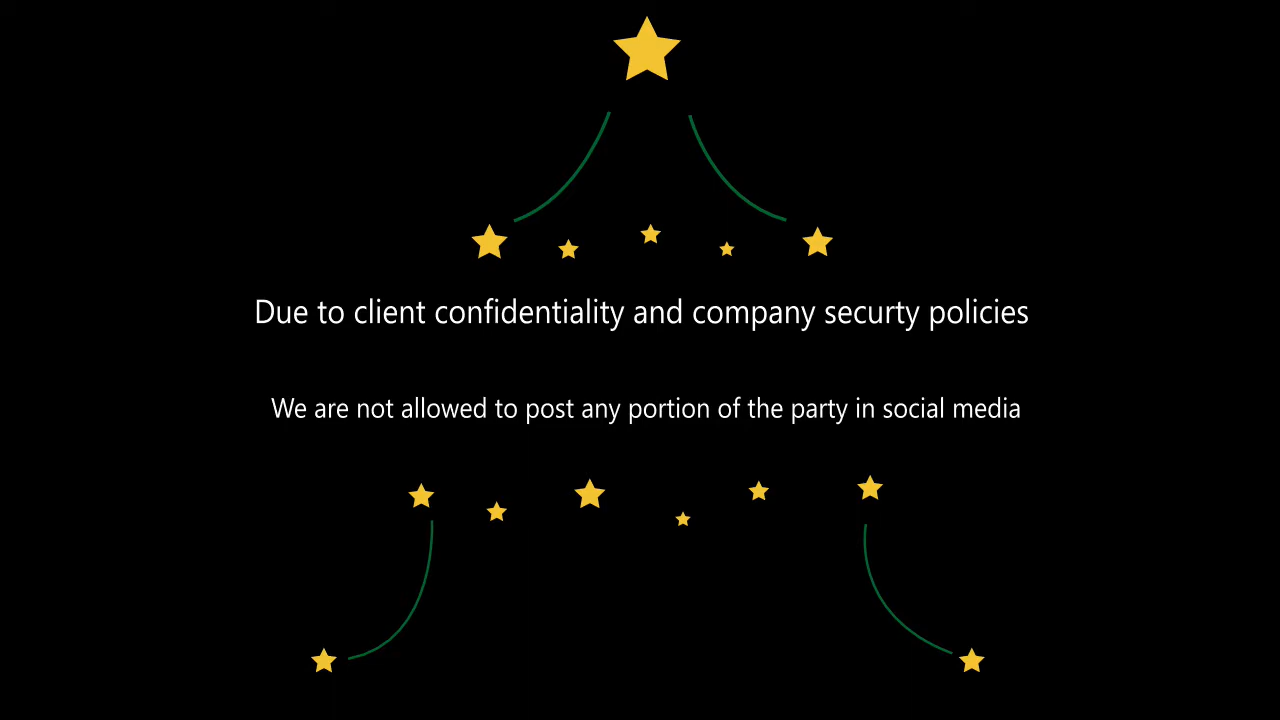 Due to client confidentiality and company securty policies
We are not allowed to post any portion of the party in social media